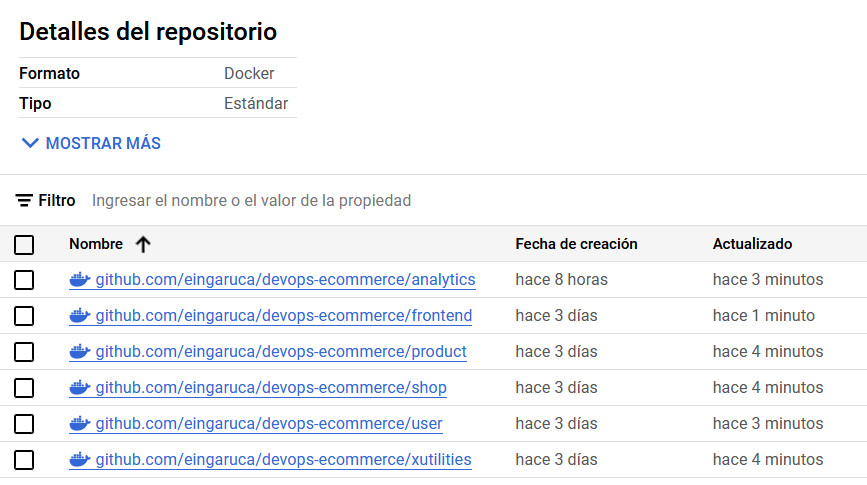 Detalles del repositorio
Formato Docker
Tipo Estándar
MOSTRAR MÁS
Filtro Ingresar el nombre o el valor de la propiedad
Nombre Fecha de creación Actualizado
github.com/eingaruca/devops-ecommerce/analytics hace 8 horas hace 3 minutos
github.com/eingaruca/devops-ecommerce/frontend hace 3 días hace 1 minuto
github.com/eingaruca/devops-ecommerce/product hace 3 días hace 4 minutos
github.com/eingaruca/devops-ecommerce/shop hace 3 días hace 4 minutos
github.com/eingaruca/devops-ecommerce/user hace 3 días hace 3 minutos
github.com/eingaruca/devops-ecommerce/xutilities hace 3 días hace 4 minutos